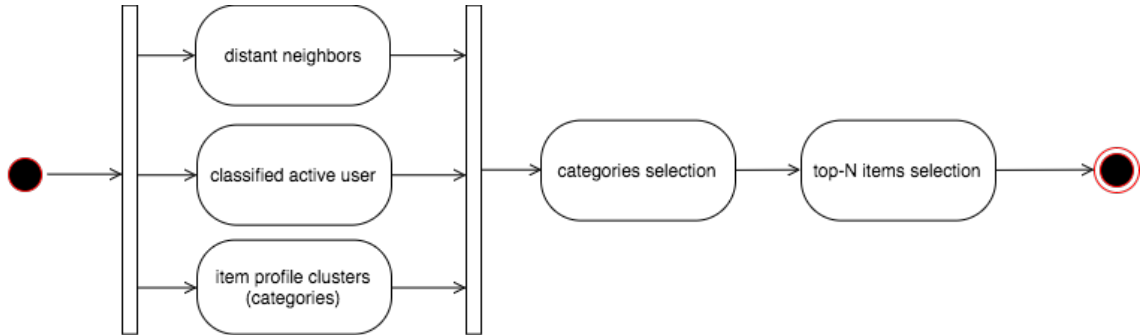 distant neighbors
classified active user
item profile clusters
(categories)
categories selection
top-N items selection